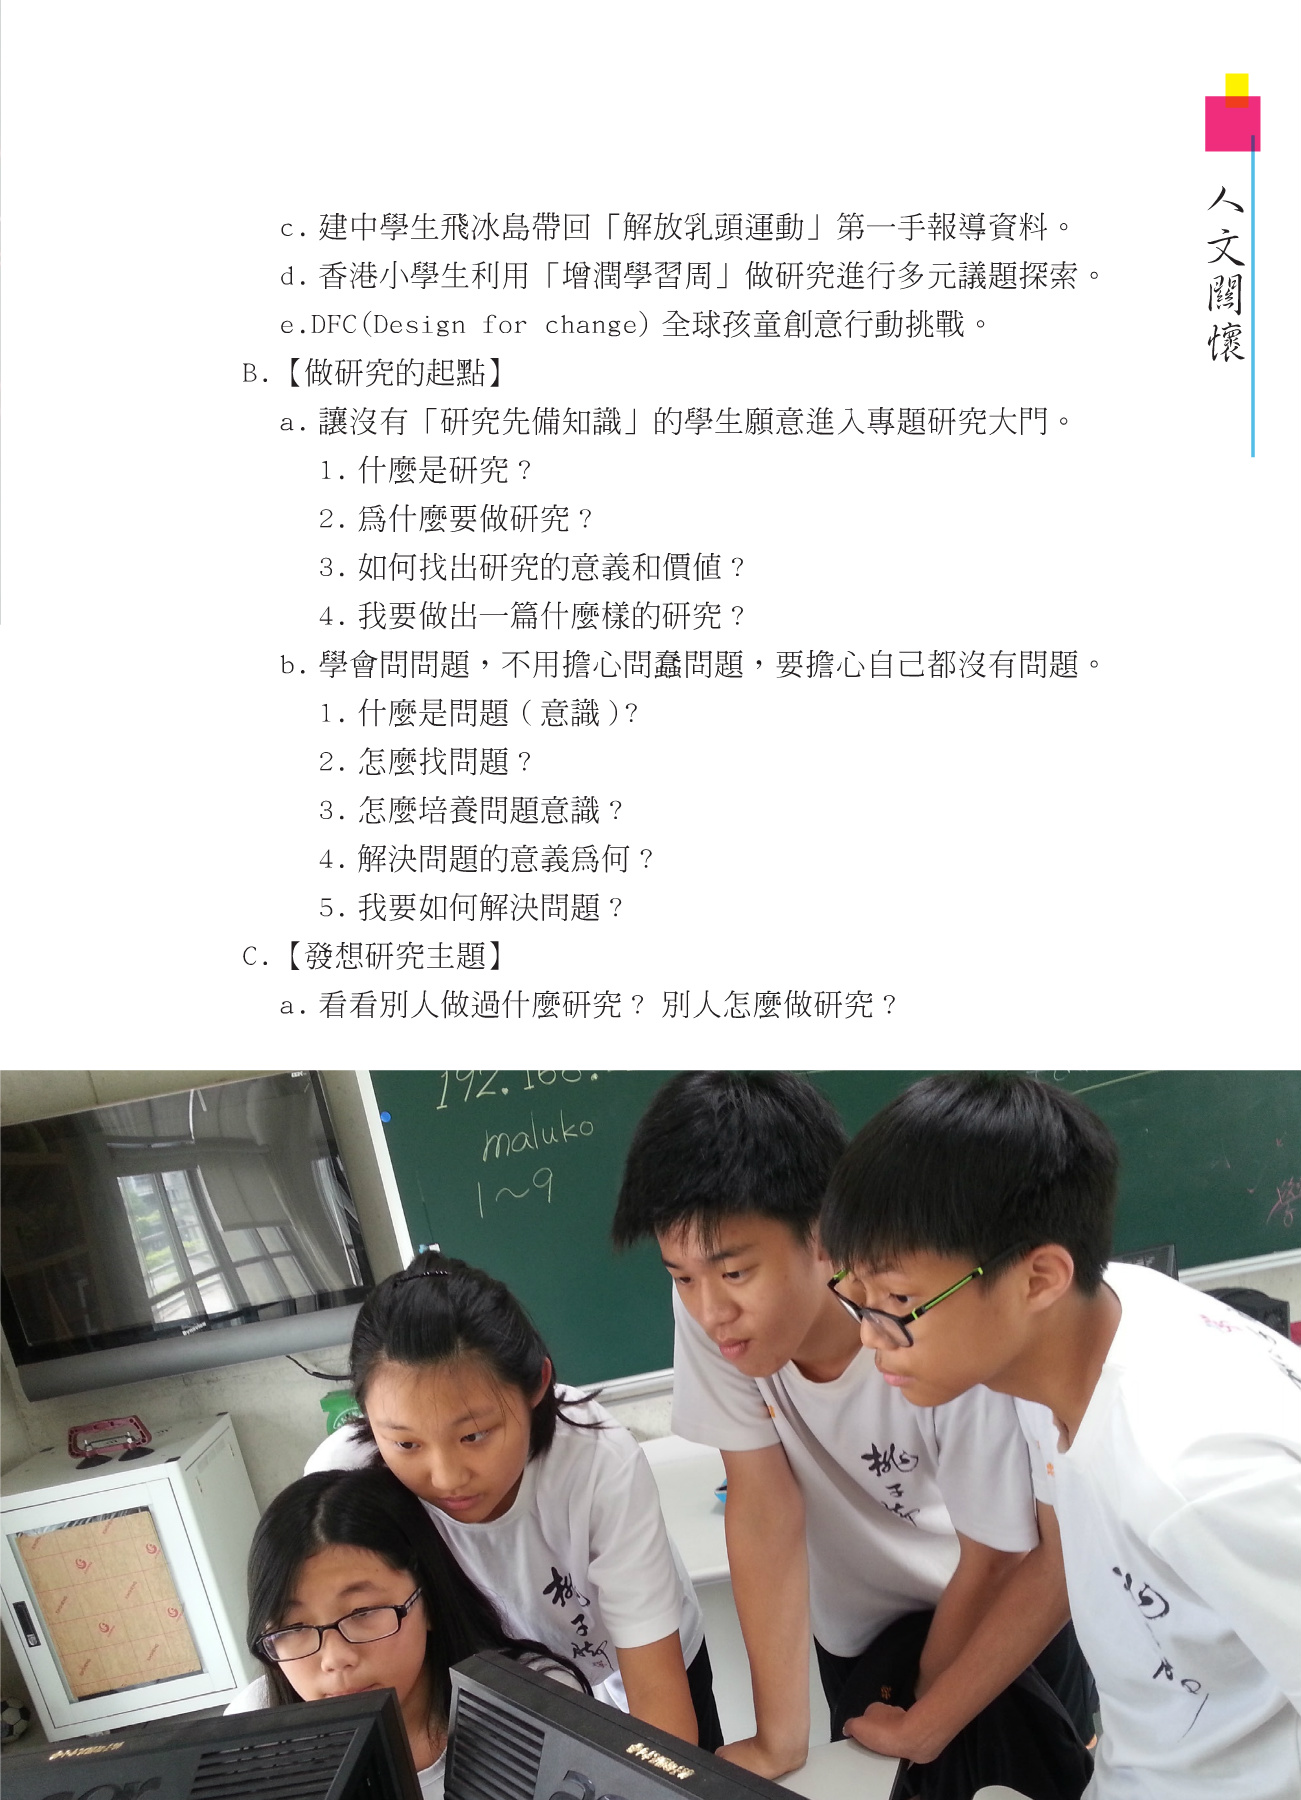 人文關懷
c. 建中學生飛冰島帶回「解放乳頭運動」第一手報導資料。
d. 香港小學生利用「增潤學習周」做研究進行多元議題探索。
e.DFC(Design for change) 全球孩童創意行動挑戰。
B.【做研究的起點】
a. 讓沒有「研究先備知識」的學生願意進入專題研究大門。
1. 什麼是研究？
2. 爲什麼要做研究？
3. 如何找出研究的意義和價値？
4. 我要做出一篇什麼樣的研究？
b. 學會問問題，不用擔心問蠢問題，要擔心自己都沒有問題。
1. 什麼是問題（意識）?
2. 怎麼找問題？
3. 怎麼培養問題意識？
4. 解決問題的意義爲何？
5. 我要如何解決問題？
C.【發想研究主題】
a. 看看別人做過什麼研究？ 別人怎麼做研究？
192.168.
maluko
1～9
桃子腳
桃子腳